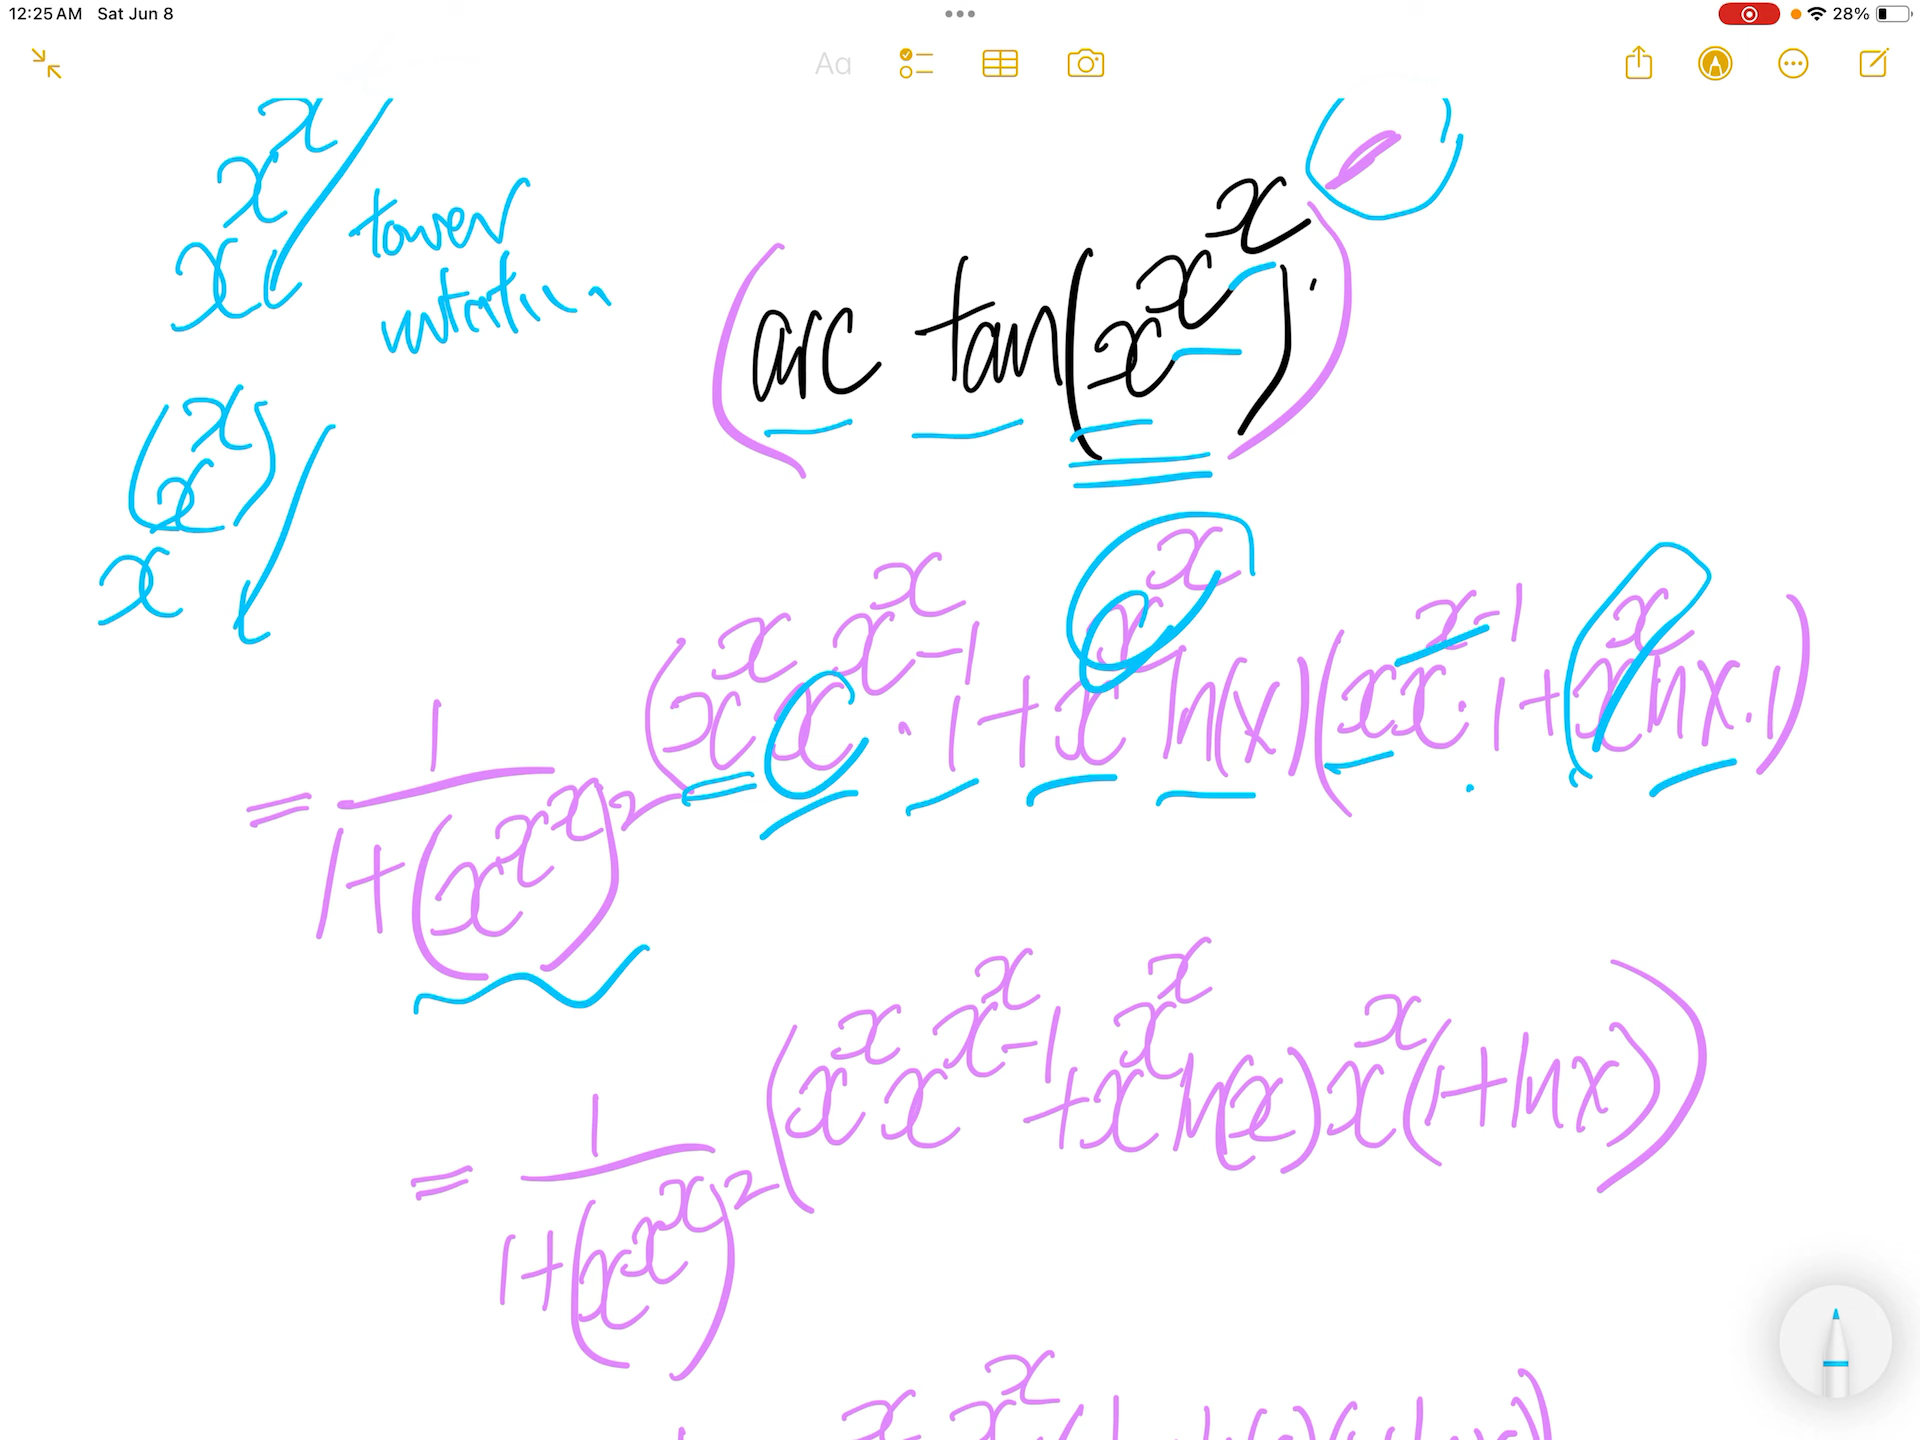 12:25 AM Sat Jun 8
28%
Aa
x^x^x
tower
(arc tan(x^x^x))'
x^(x^x)
= 1/(1+(x^x^x)^2) (x^x x^(x^x-1) · 1 + x^x^x ln(x)(x x^(x-1) · 1 + x^x ln x · 1)
= 1/(1+(x^x^x)^2) (x^x x^(x^x-1) + x^x^x ln(x) x^x (1+ln x))